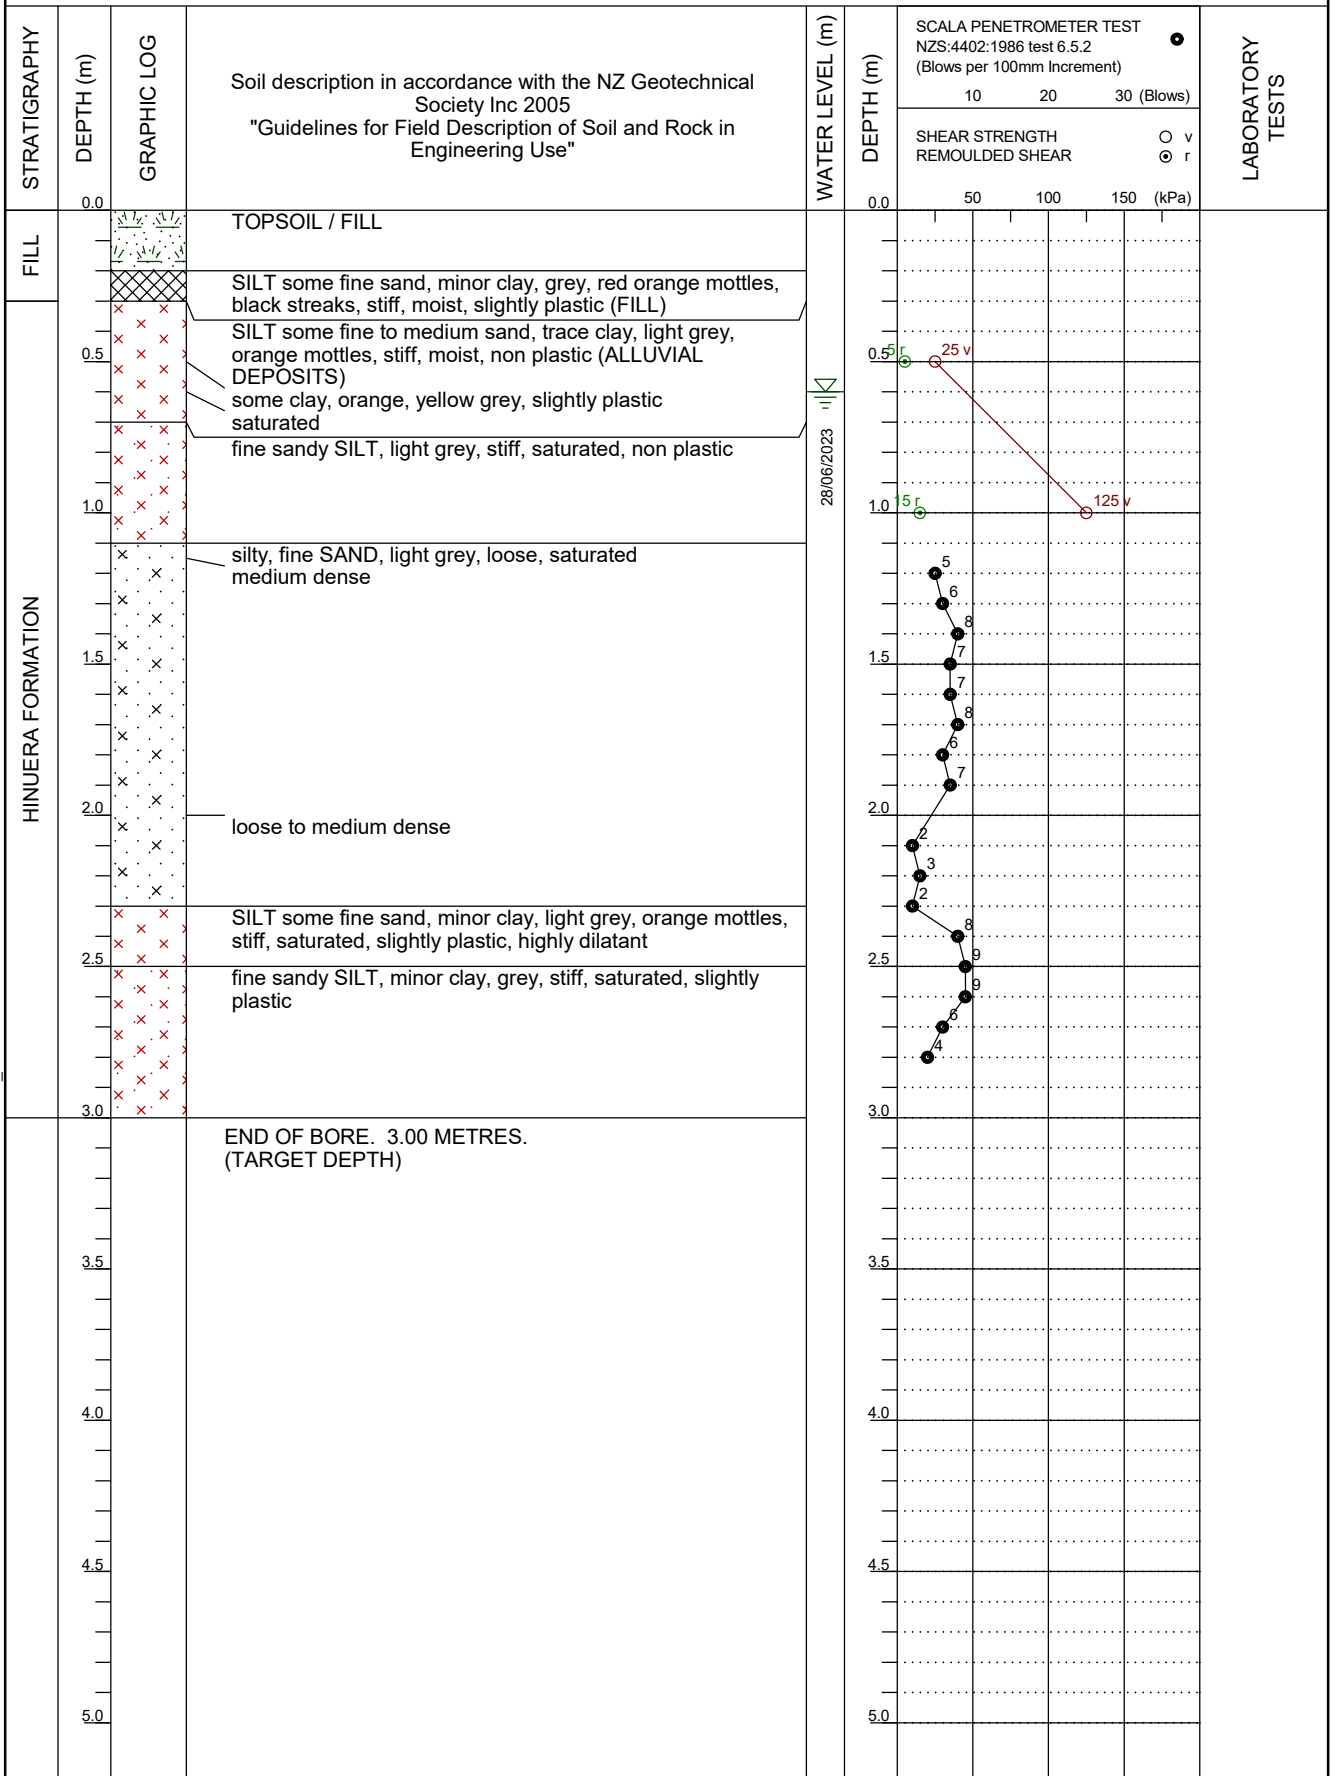 STRATIGRAPHY
DEPTH (m)
GRAPHIC LOG
Soil description in accordance with the NZ Geotechnical
Society Inc 2005
"Guidelines for Field Description of Soil and Rock in
Engineering Use"
WATER LEVEL (m)
DEPTH (m)
SCALA PENETROMETER TEST
NZS:4402:1986 test 6.5.2
(Blows per 100mm Increment)
10 20 30 (Blows)
SHEAR STRENGTH v
REMOULDED SHEAR r
50 100 150 (kPa)
LABORATORY
TESTS
0.0
0.0
FILL
TOPSOIL / FILL
SILT some fine sand, minor clay, grey, red orange mottles,
black streaks, stiff, moist, slightly plastic (FILL)
SILT some fine to medium sand, trace clay, light grey,
orange mottles, stiff, moist, non plastic (ALLUVIAL
DEPOSITS)
some clay, orange, yellow grey, slightly plastic
saturated
fine sandy SILT, light grey, stiff, saturated, non plastic
0.5
0.5
5 r
25 v
28/06/2023
1.0
1.0
15 r
125 v
HINUERA FORMATION
silty, fine SAND, light grey, loose, saturated
medium dense
5
6
8
1.5
1.5
7
7
8
6
7
2.0
2.0
loose to medium dense
2
3
2
SILT some fine sand, minor clay, light grey, orange mottles,
stiff, saturated, slightly plastic, highly dilatant
8
2.5
2.5
9
fine sandy SILT, minor clay, grey, stiff, saturated, slightly
plastic
9
6
4
3.0
3.0
END OF BORE. 3.00 METRES.
(TARGET DEPTH)
3.5
3.5
4.0
4.0
4.5
4.5
5.0
5.0